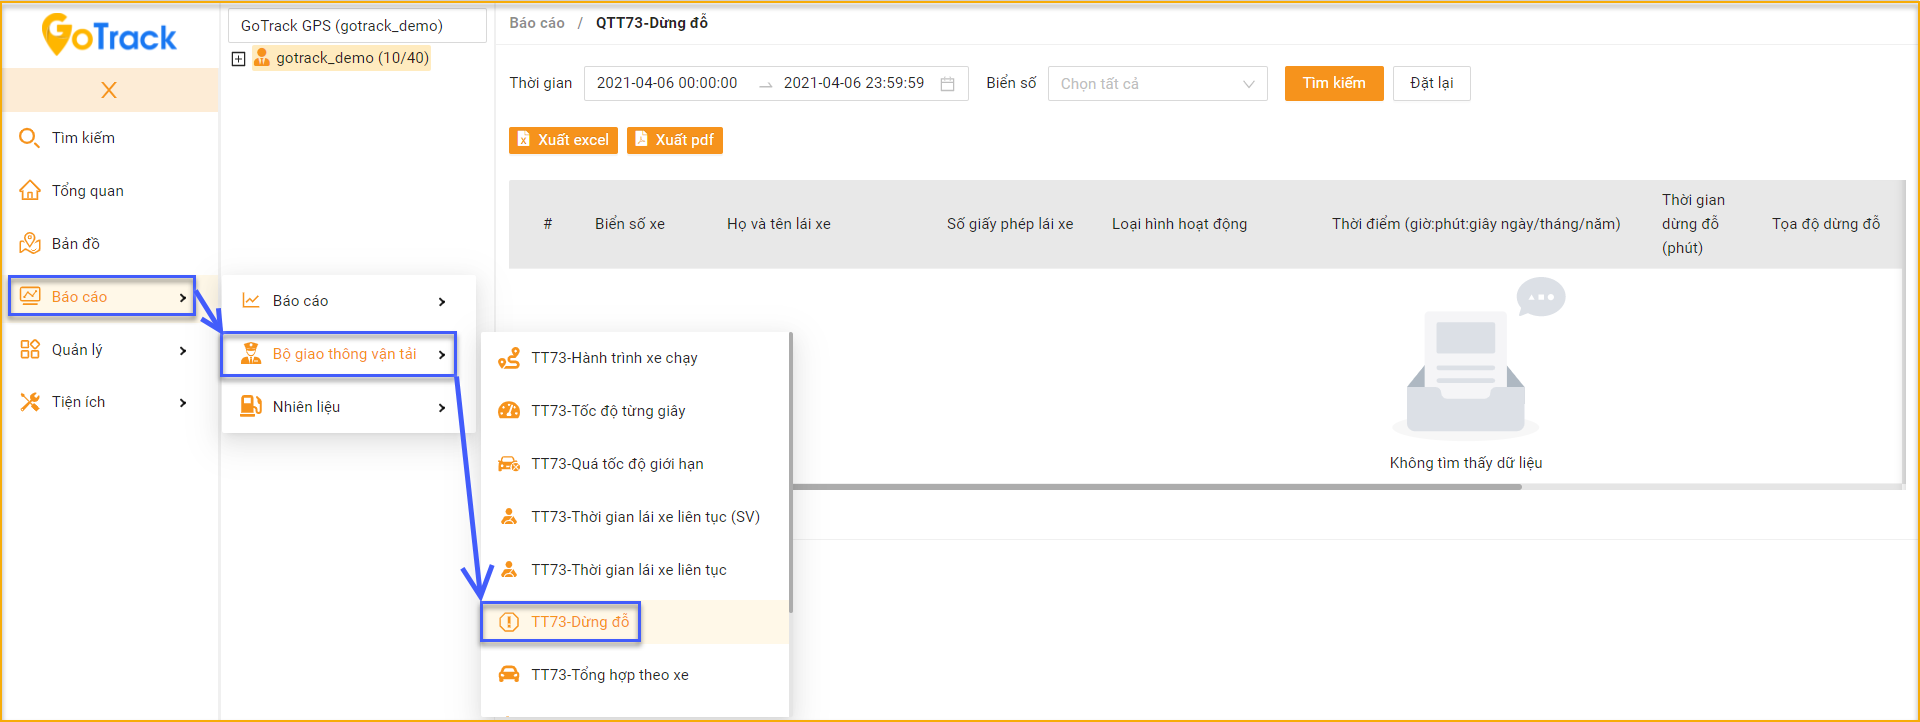 GoTrack
X
Tìm kiếm
Tổng quan
Bản đồ
Báo cáo
Quản lý
Tiện ích
GoTrack GPS (gotrack_demo)
gotrack_demo (10/40)
Báo cáo
Bộ giao thông vận tải
Nhiên liệu
TT73-Hành trình xe chạy
TT73-Tốc độ từng giây
TT73-Quá tốc độ giới hạn
TT73-Thời gian lái xe liên tục (SV)
TT73-Thời gian lái xe liên tục
TT73-Dừng đỗ
TT73-Tổng hợp theo xe
Báo cáo / QTT73-Dừng đỗ
Thời gian 2021-04-06 00:00:00 2021-04-06 23:59:59 Biển số Chọn tất cả Tìm kiếm Đặt lại
Xuất excel Xuất pdf
# Biển số xe Họ và tên lái xe Số giấy phép lái xe Loại hình hoạt động Thời điểm (giờ:phút:giây ngày/tháng/năm)
Thời gian
dừng đỗ
(phút)
Tọa độ dừng đỗ
Không tìm thấy dữ liệu